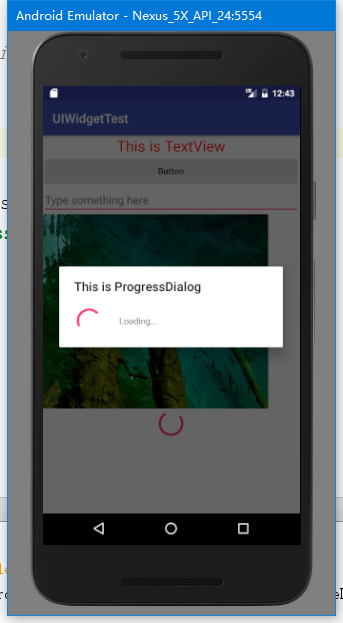 Android Emulator - Nexus_5X_API_24:5554
12:43
UIWidgetTest
This is TextView
Button
Type something here
This is ProgressDialog
Loading...